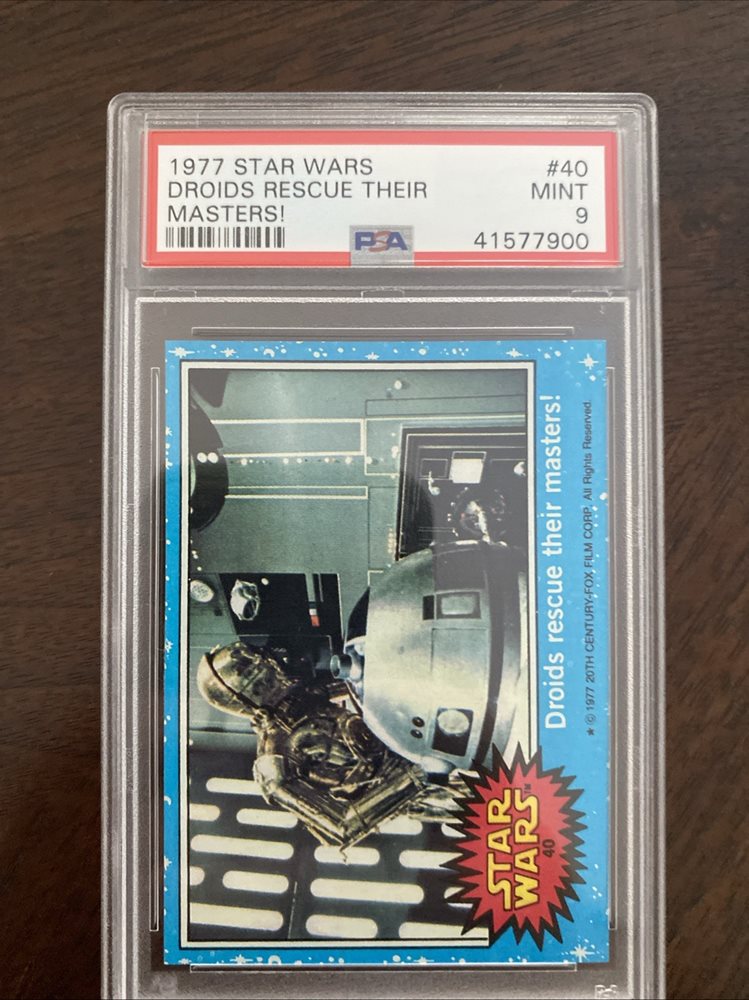 1977 STAR WARS #40
DROIDS RESCUE THEIR MINT
MASTERS! 9
PSA 41577900
Droids rescue their masters!
★ © 1977 20TH CENTURY-FOX FILM CORP. All Rights Reserved.
STAR
WARS™
40